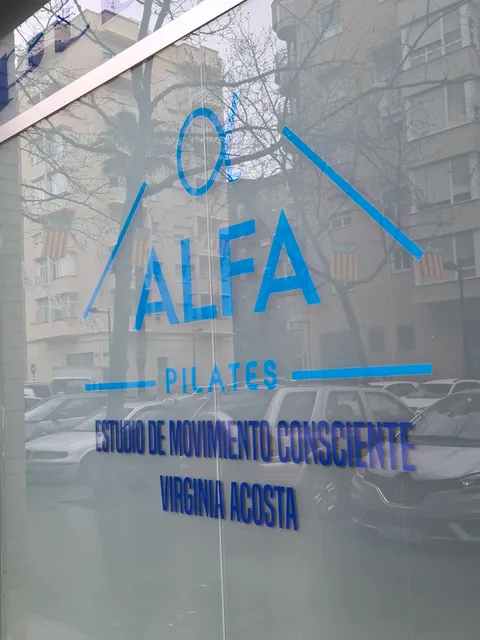 α
ALFA
PILATES
ESTUDIO DE MOVIMIENTO CONSCIENTE
VIRGINIA ACOSTA